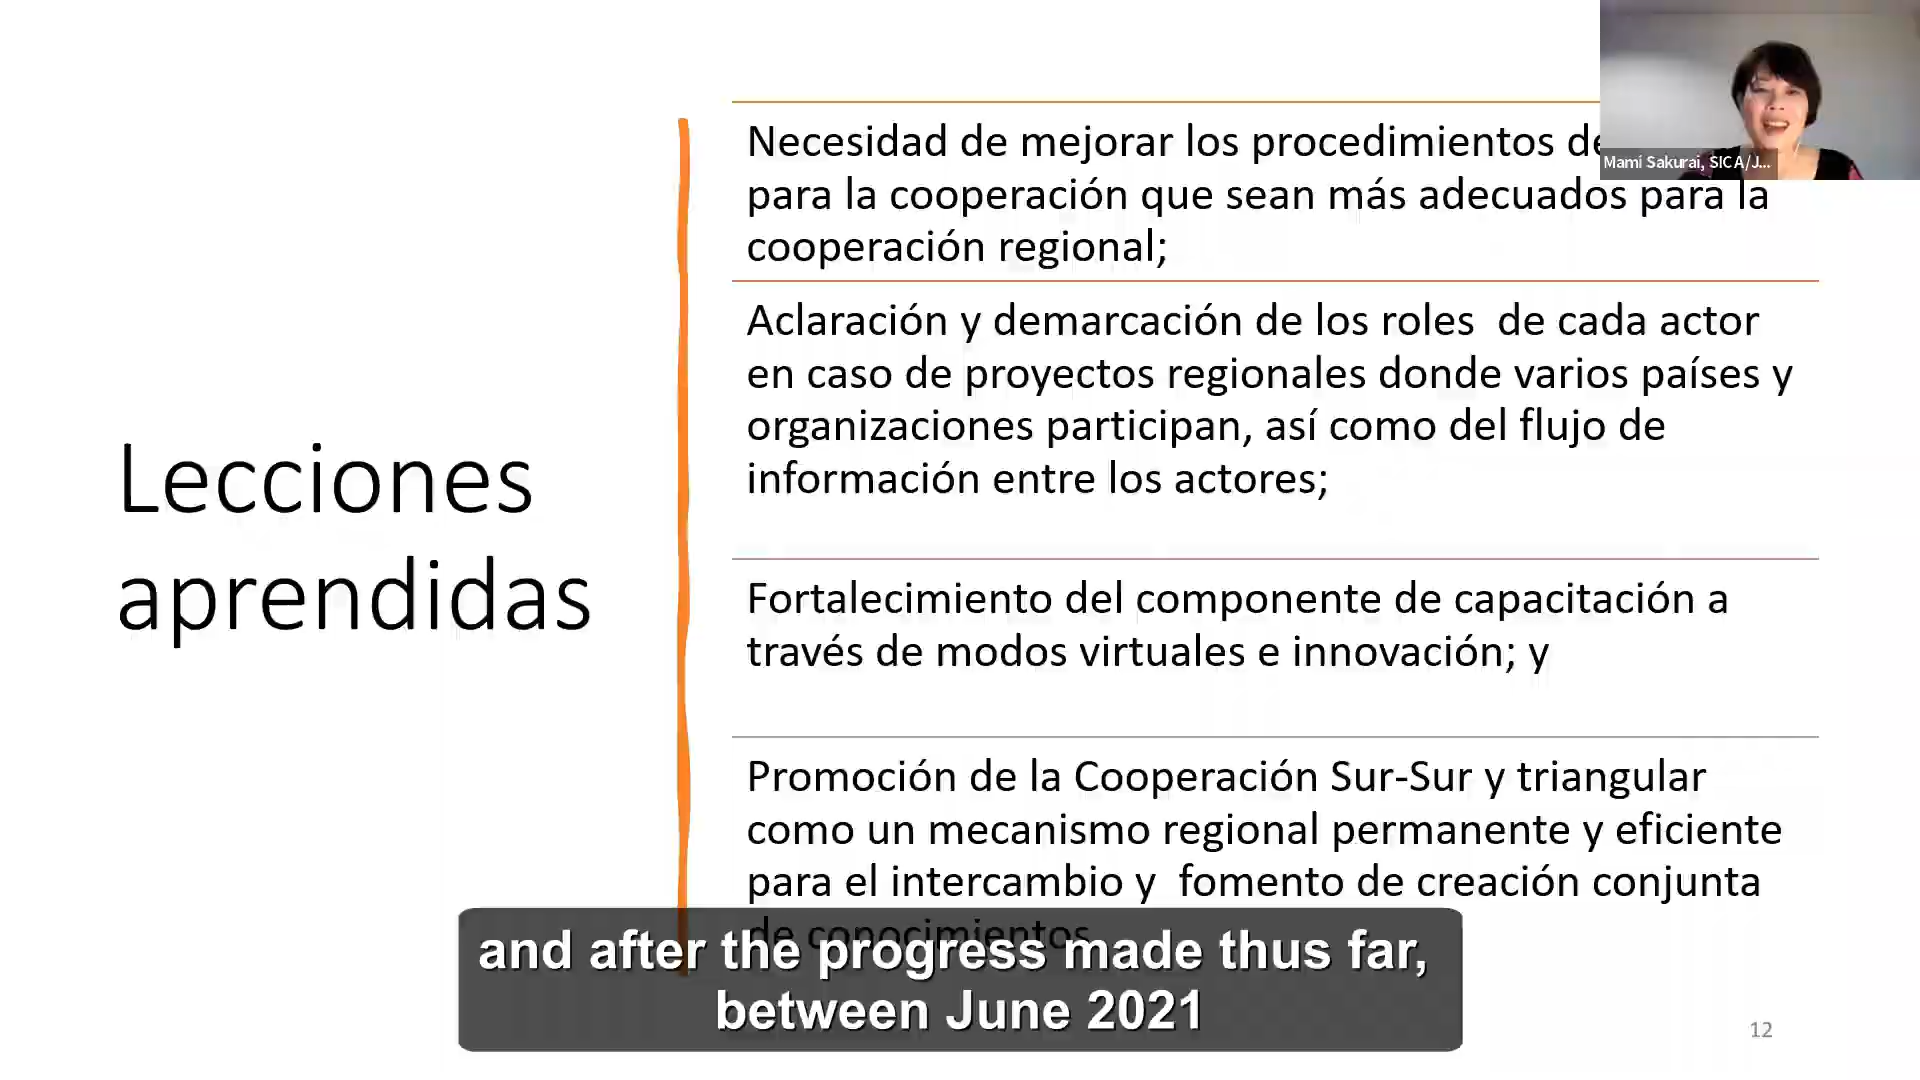 Necesidad de mejorar los procedimientos de
para la cooperación que sean más adecuados para la
cooperación regional;
Aclaración y demarcación de los roles  de cada actor
en caso de proyectos regionales donde varios países y
organizaciones participan, así como del flujo de
información entre los actores;
Fortalecimiento del componente de capacitación a
través de modos virtuales e innovación; y
Promoción de la Cooperación Sur-Sur y triangular
como un mecanismo regional permanente y eficiente
para el intercambio y  fomento de creación conjunta
de conocimientos
Lecciones
aprendidas
Mami Sakurai, SICA/J...
and after the progress made thus far,
between June 2021
12